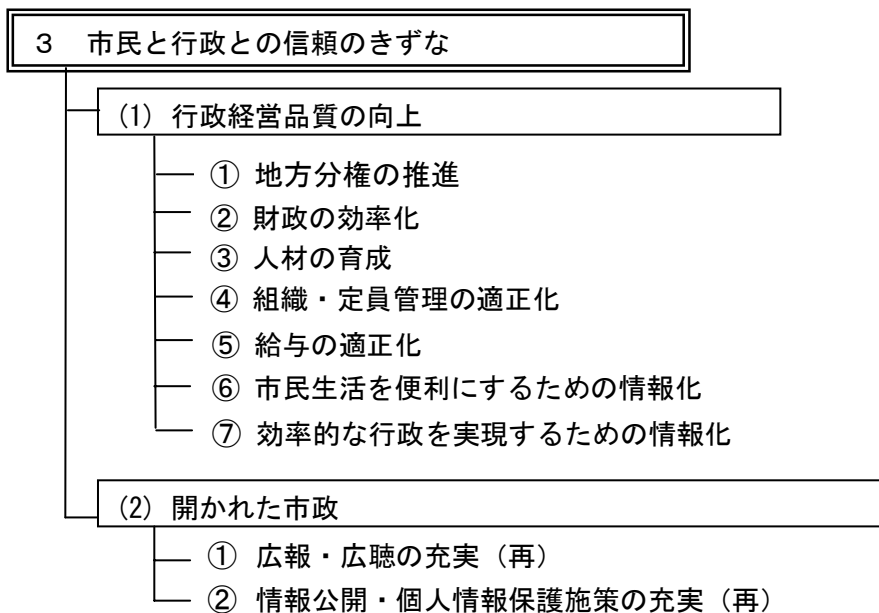 ３　市民と行政との信頼のきずな
(1) 行政経営品質の向上
① 地方分権の推進
② 財政の効率化
③ 人材の育成
④ 組織・定員管理の適正化
⑤ 給与の適正化
⑥ 市民生活を便利にするための情報化
⑦ 効率的な行政を実現するための情報化
(2) 開かれた市政
① 広報・広聴の充実（再）
② 情報公開・個人情報保護施策の充実（再）